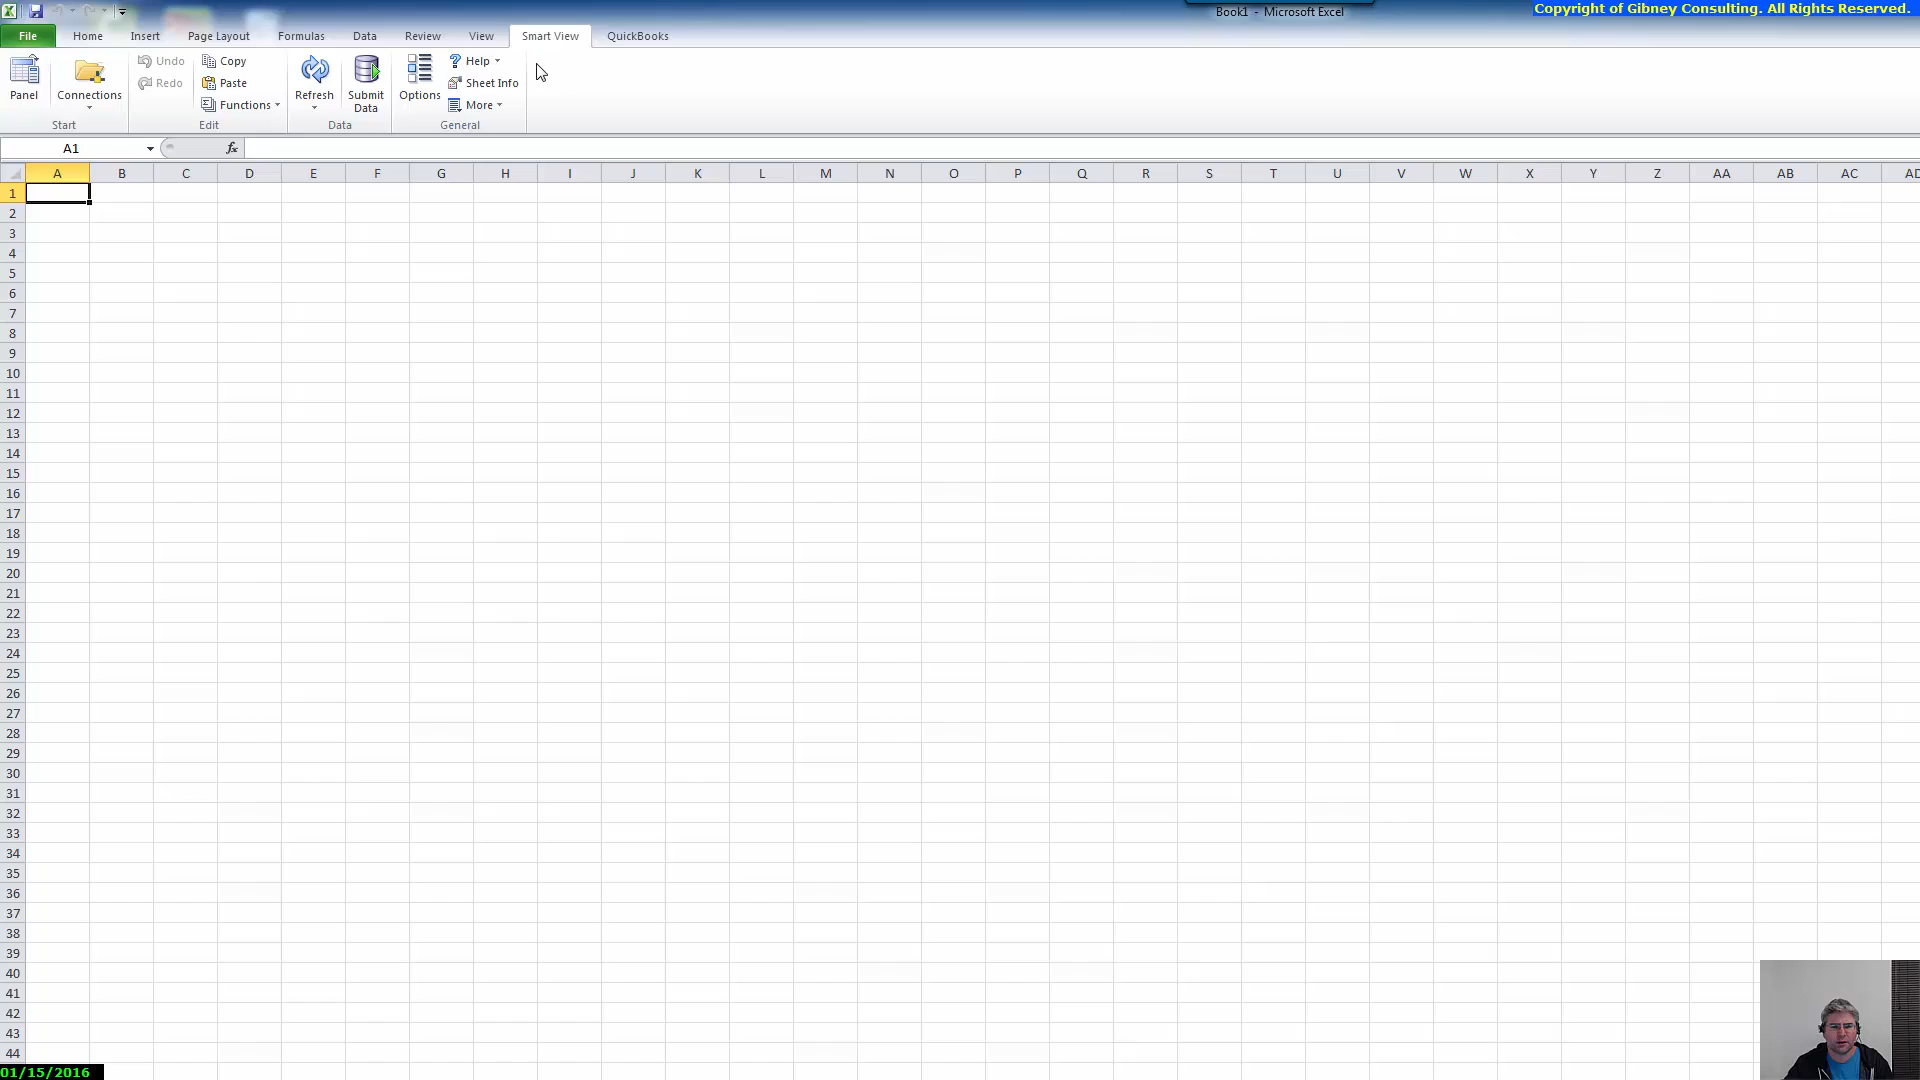 Book1 - Microsoft Excel
Copyright of Gibney Consulting. All Rights Reserved.
File Home Insert Page Layout Formulas Data Review View Smart View QuickBooks
Panel
Connections
Start
Undo
Redo
Copy
Paste
Functions
Edit
Refresh
Submit Data
Data
Options
Help
Sheet Info
More
General
A1
fx
A B C D E F G H I J K L M N O P Q R S T U V W X Y Z AA AB AC AD
1
2
3
4
5
6
7
8
9
10
11
12
13
14
15
16
17
18
19
20
21
22
23
24
25
26
27
28
29
30
31
32
33
34
35
36
37
38
39
40
41
42
43
44
01/15/2016